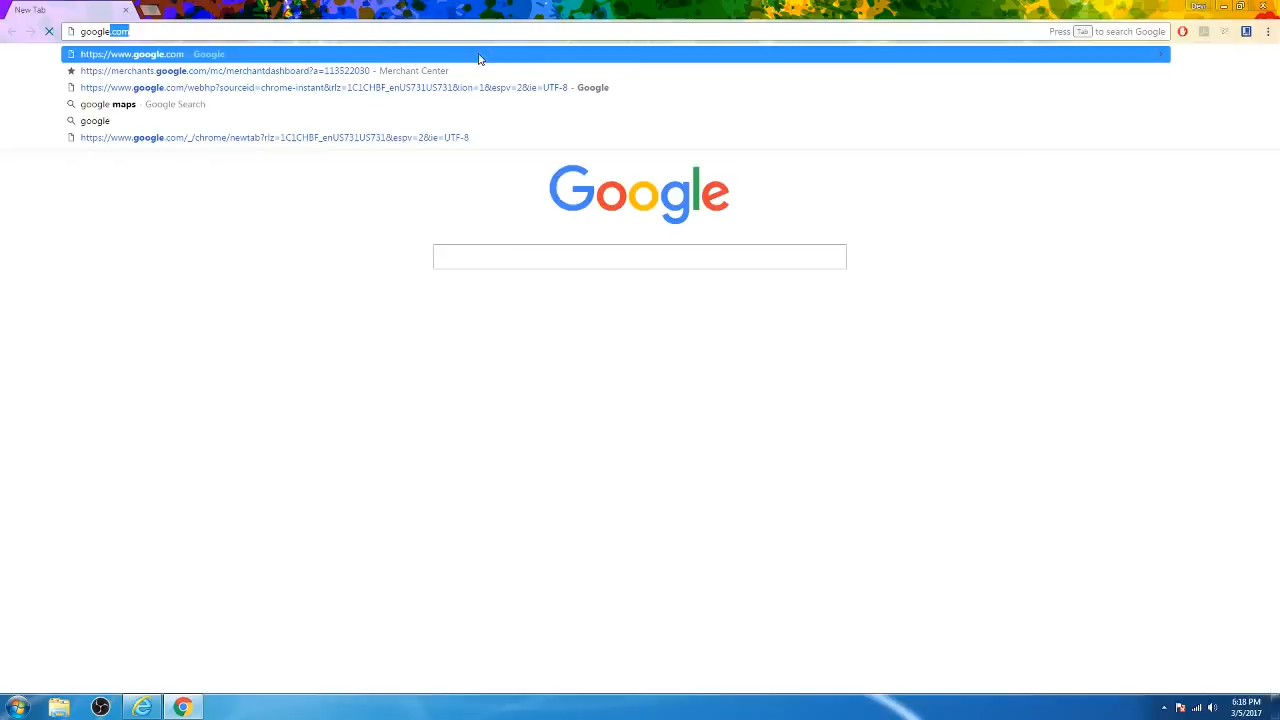 New Tab
Ben
google.com
Press Tab to search Google
https://www.google.com Google
https://merchants.google.com/mc/merchantdashboard?a=113522030 - Merchant Center
https://www.google.com/webhp?sourceid=chrome-instant&rlz=1C1CHBF_enUS731US731&ion=1&espv=2&ie=UTF-8 - Google
google maps - Google Search
google
https://www.google.com/_/chrome/newtab?rlz=1C1CHBF_enUS731US731&espv=2&ie=UTF-8
Google
6:18 PM
3/5/2017